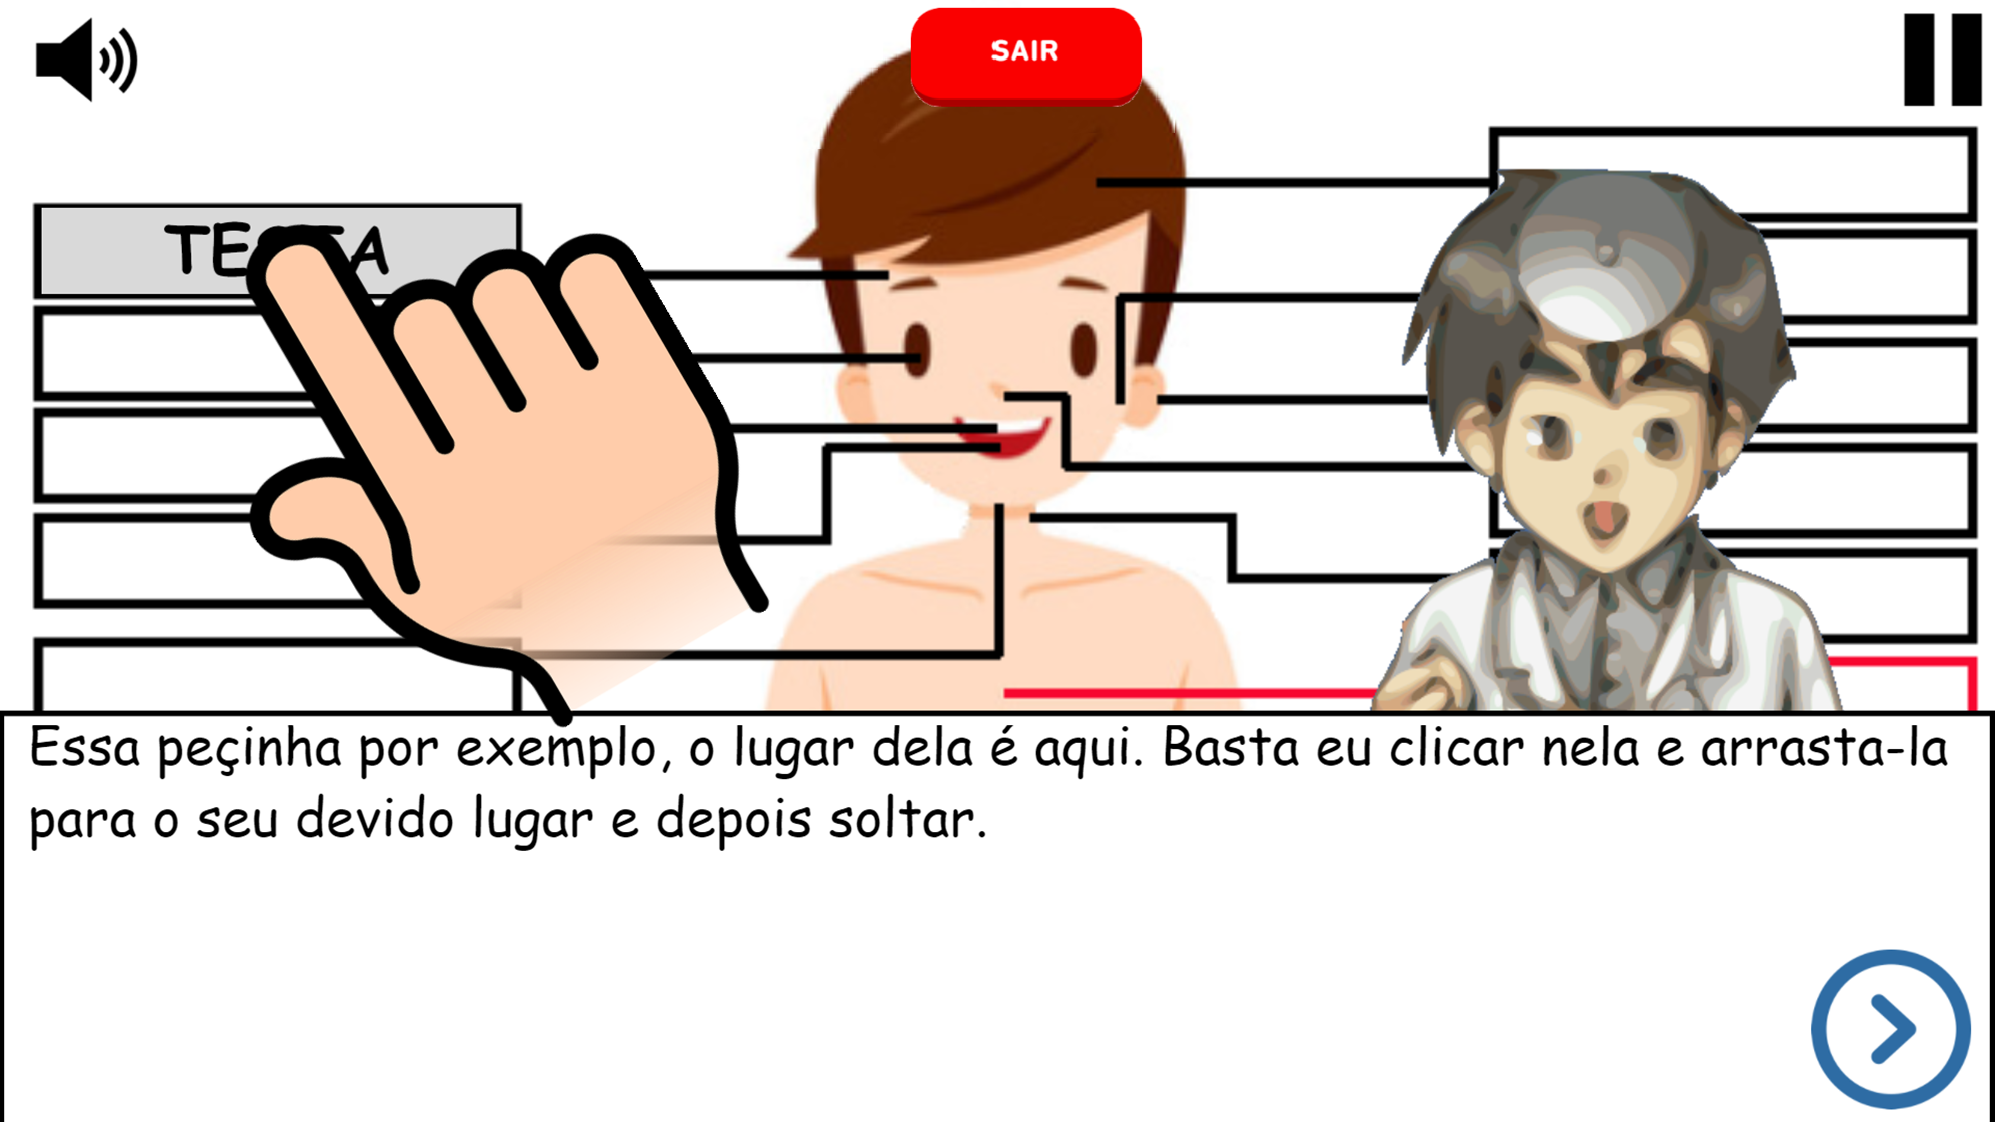 SAIR
TESTA
Essa peçinha por exemplo, o lugar dela é aqui. Basta eu clicar nela e arrasta-la
para o seu devido lugar e depois soltar.